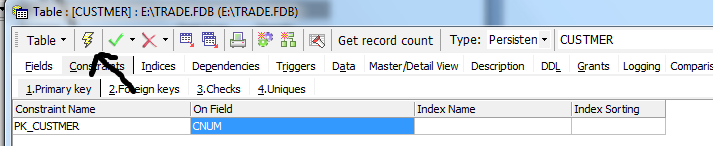 Table : [CUSTMER] : E:\TRADE.FDB (E:\TRADE.FDB)
Table Get record count Type: Persisten CUSTMER
Fields Constraints Indices Dependencies Triggers Data Master/Detail View Description DDL Grants Logging Comparis
1.Primary key 2.Foreign keys 3.Checks 4.Uniques
Constraint Name On Field Index Name Index Sorting
PK_CUSTMER CNUM